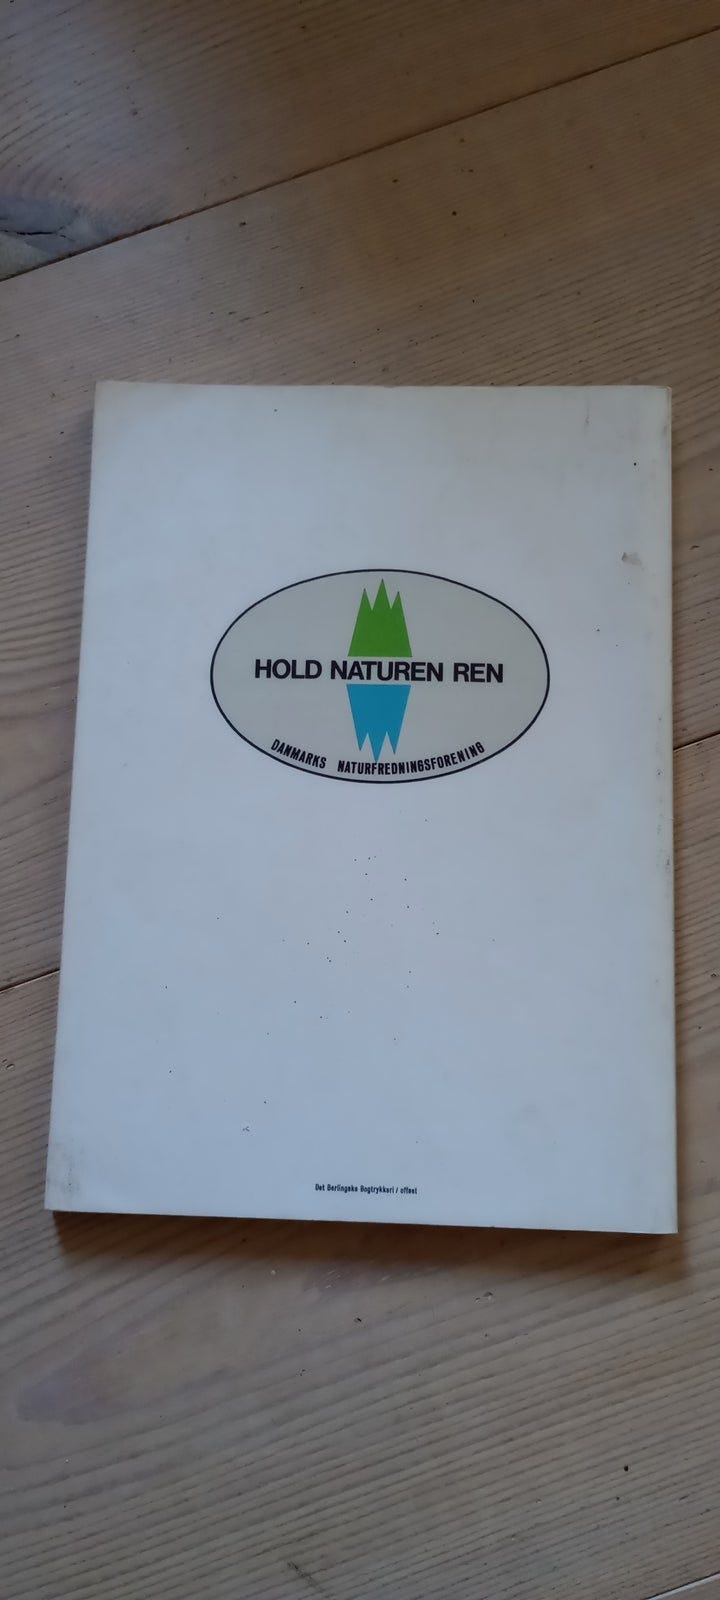 HOLD NATUREN REN
DANMARKS NATURFREDNINGSFORENING
Det Berlingske Bogtrykkeri / offset